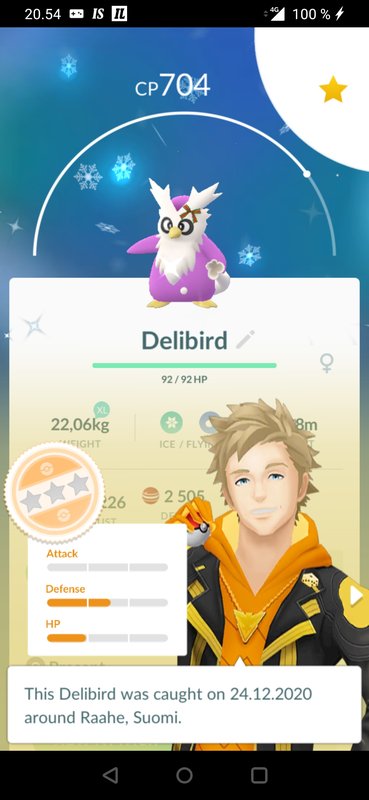 20.54 IS IL 4G 100 %
CP704
Delibird
92 / 92 HP
XL
22,06kg
8m
WEIGHT
ICE / FLYIN
226
2 505
Attack
Defense
HP
This Delibird was caught on 24.12.2020
around Raahe, Suomi.